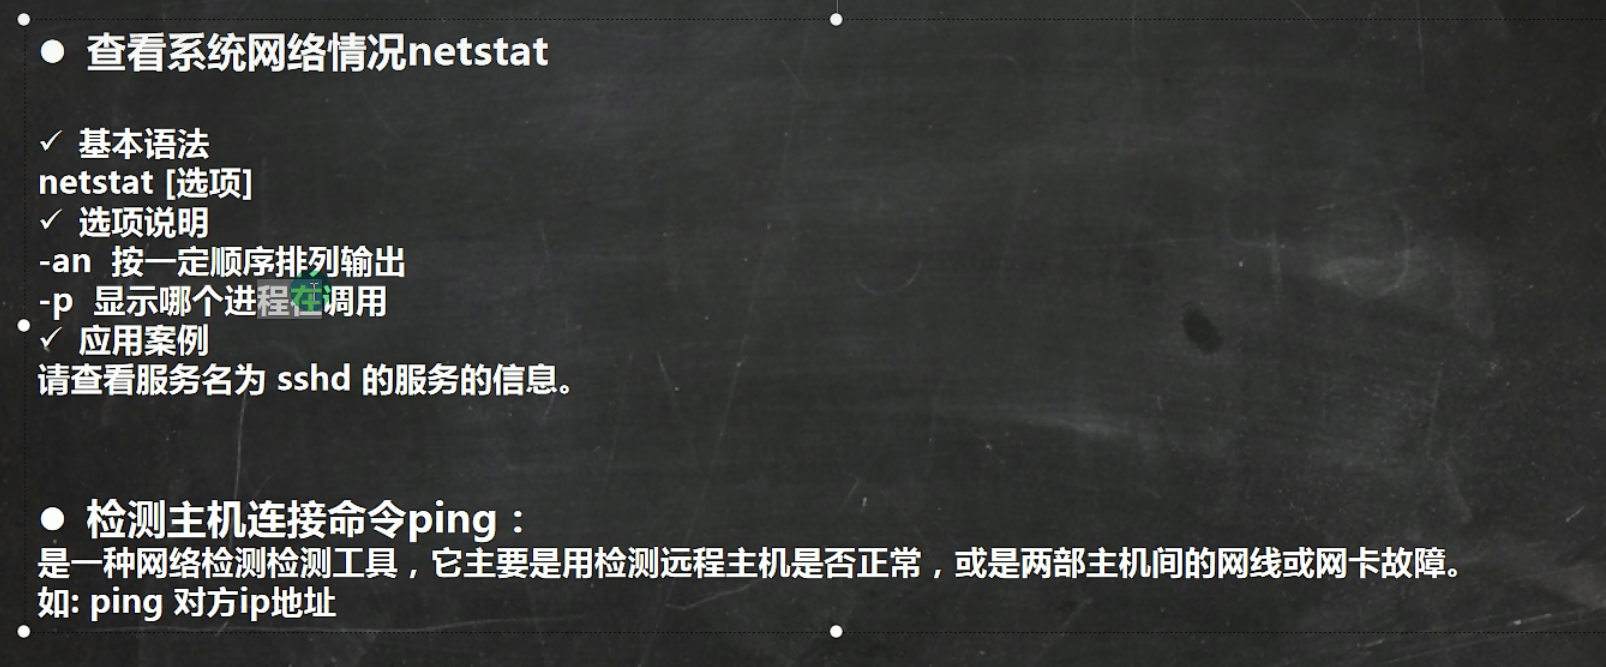 ● 查看系统网络情况netstat
✓ 基本语法
netstat [选项]
✓ 选项说明
-an 按一定顺序排列输出
-p 显示哪个进程在调用
✓ 应用案例
请查看服务名为 sshd 的服务的信息。
● 检测主机连接命令ping：
是一种网络检测检测工具，它主要是用检测远程主机是否正常，或是两部主机间的网线或网卡故障。
如: ping 对方ip地址